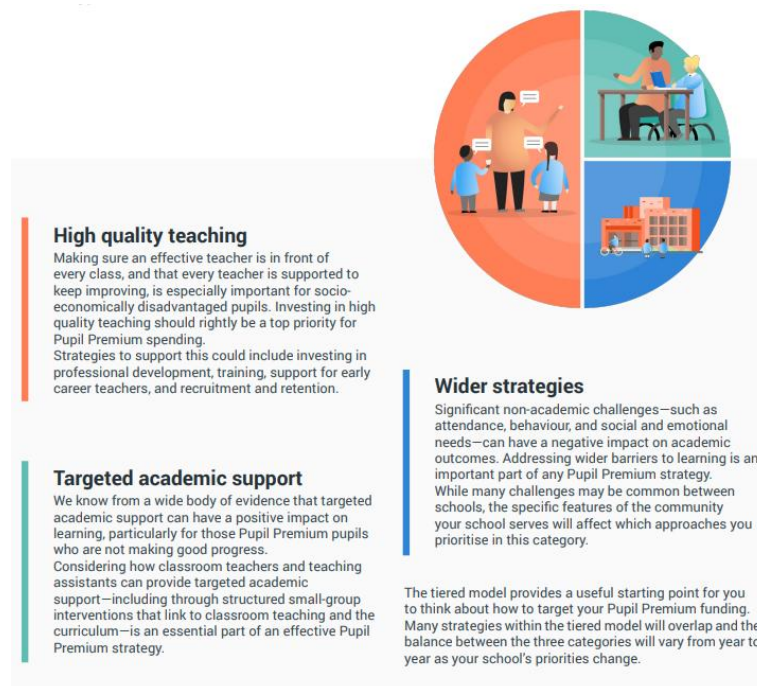 High quality teaching
Making sure an effective teacher is in front of
every class, and that every teacher is supported to
keep improving, is especially important for socio-
economically disadvantaged pupils. Investing in high
quality teaching should rightly be a top priority for
Pupil Premium spending.
Strategies to support this could include investing in
professional development, training, support for early
career teachers, and recruitment and retention.
Targeted academic support
We know from a wide body of evidence that targeted
academic support can have a positive impact on
learning, particularly for those Pupil Premium pupils
who are not making good progress.
Considering how classroom teachers and teaching
assistants can provide targeted academic
support—including through structured small-group
interventions that link to classroom teaching and the
curriculum—is an essential part of an effective Pupil
Premium strategy.
Wider strategies
Significant non-academic challenges—such as
attendance, behaviour, and social and emotional
needs—can have a negative impact on academic
outcomes. Addressing wider barriers to learning is an
important part of any Pupil Premium strategy.
While many challenges may be common between
schools, the specific features of the community
your school serves will affect which approaches you
prioritise in this category.
The tiered model provides a useful starting point for you
to think about how to target your Pupil Premium funding.
Many strategies within the tiered model will overlap and the
balance between the three categories will vary from year to
year as your school's priorities change.